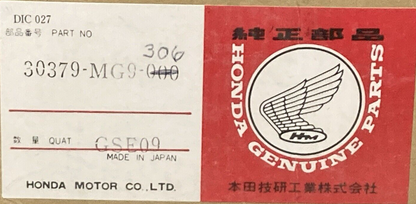 DIC 027
部品番号 PART NO
306
30379-MG9-000
数量 QUAT GSE09
MADE IN JAPAN
HONDA MOTOR CO.,LTD.
純正部品
HONDA GENUINE PARTS
HM
本田技研工業株式会社